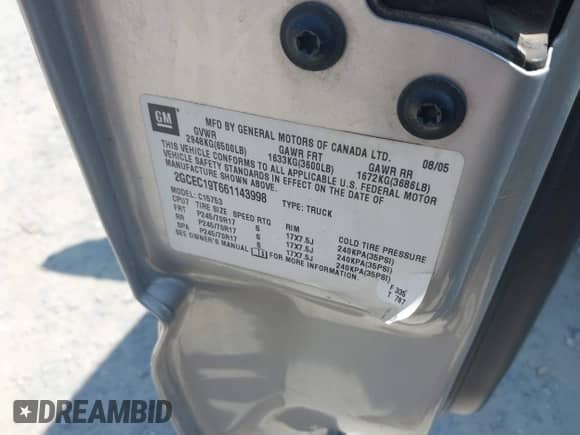 GM
MFD BY GENERAL MOTORS OF CANADA LTD.
08/05
GVWR GAWR FRT GAWR RR
2948KG(6500LB) 1633KG(3600LB) 1672KG(3686LB)
THIS VEHICLE CONFORMS TO ALL APPLICABLE U.S. FEDERAL MOTOR
VEHICLE SAFETY STANDARDS IN EFFECT ON THE DATE OF
MANUFACTURE SHOWN ABOVE.
2GCEC19T661143998 TYPE: TRUCK
MODEL: C15753
CPU7 TIRE SIZE SPEED RTG RIM COLD TIRE PRESSURE
FRT P245/70R17 S 17X7.5J 240KPA(35PSI)
RR P245/70R17 S 17X7.5J 240KPA(35PSI)
SPA P245/70R17 S 17X7.5J 240KPA(35PSI)
SEE OWNER'S MANUAL FOR MORE INFORMATION.
F 335
T 787
DREAMBID